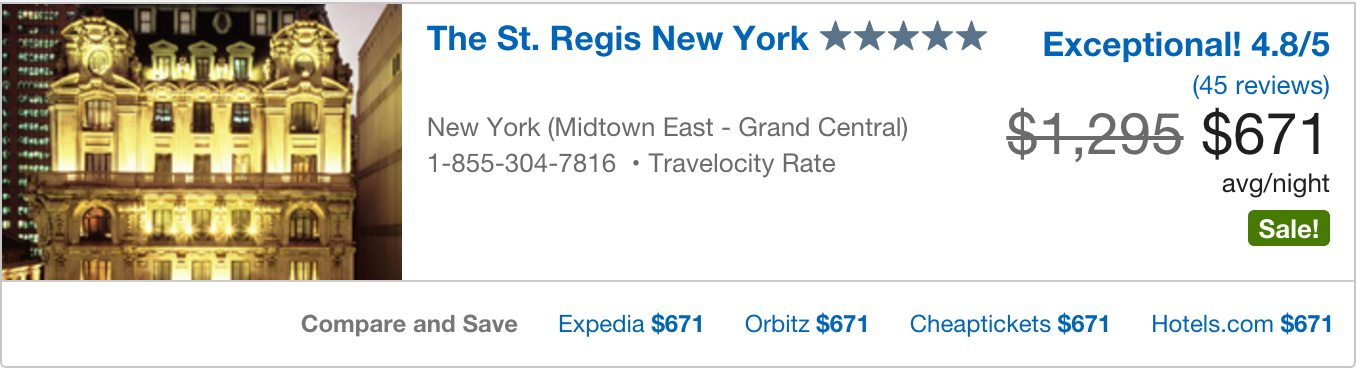 The St. Regis New York ★★★★★
Exceptional! 4.8/5
(45 reviews)
New York (Midtown East - Grand Central)
1-855-304-7816 • Travelocity Rate
$1,295 $671
avg/night
Sale!
Compare and Save Expedia $671 Orbitz $671 Cheaptickets $671 Hotels.com $671